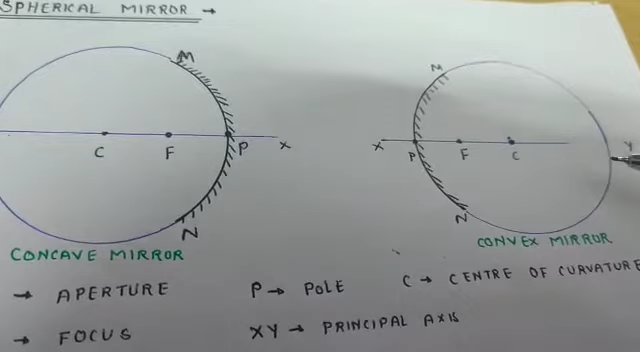 SPHERICAL MIRROR →
M
C F P X
N
CONCAVE MIRROR
M
X P F C Y
N
CONVEX MIRROR
→ APERTURE P → POLE C → CENTRE OF CURVATURE
→ FOCUS XY → PRINCIPAL AXIS